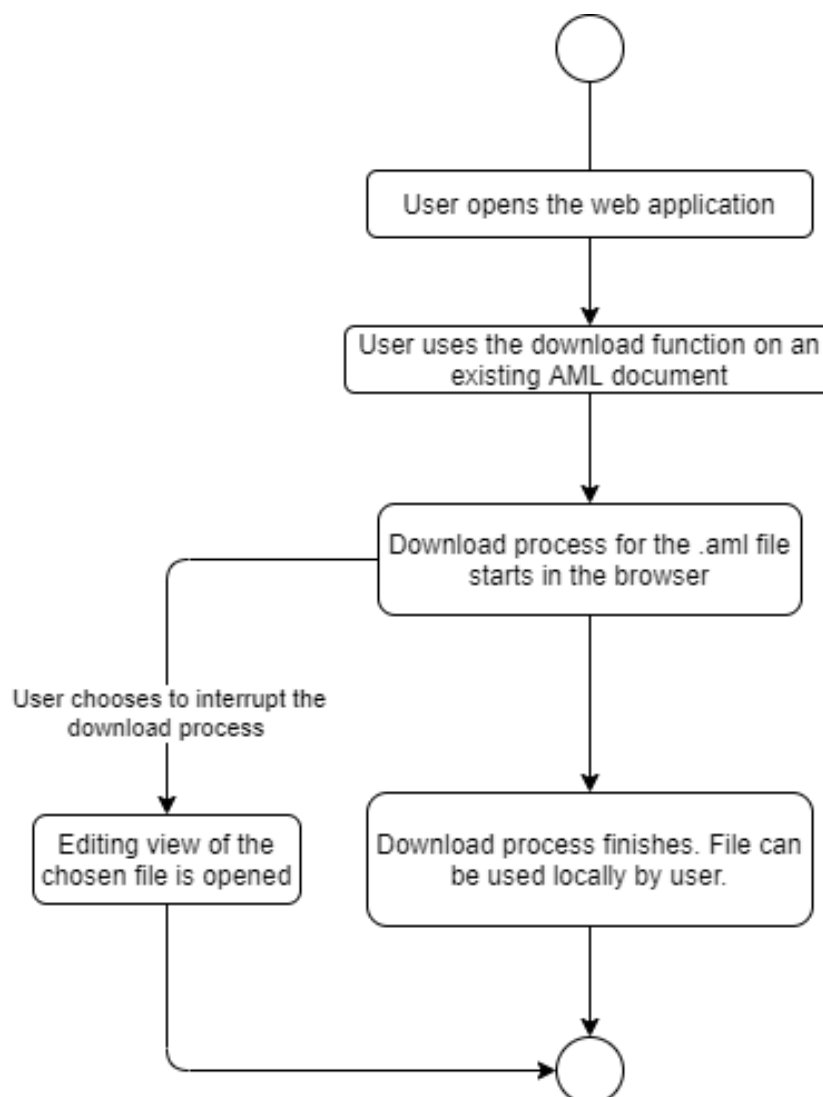 User opens the web application
User uses the download function on an
existing AML document
Download process for the .aml file
starts in the browser
User chooses to interrupt the
download process
Editing view of the
chosen file is opened
Download process finishes. File can
be used locally by user.